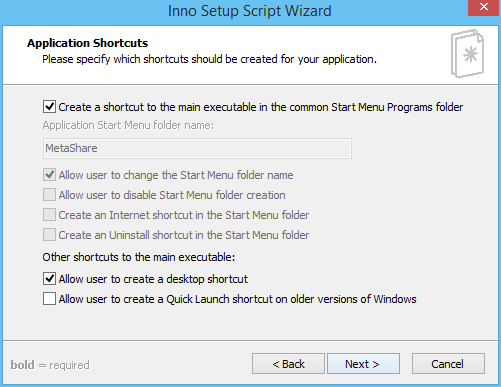 Inno Setup Script Wizard
Application Shortcuts
Please specify which shortcuts should be created for your application.
Create a shortcut to the main executable in the common Start Menu Programs folder
Application Start Menu folder name:
MetaShare
Allow user to change the Start Menu folder name
Allow user to disable Start Menu folder creation
Create an Internet shortcut in the Start Menu folder
Create an Uninstall shortcut in the Start Menu folder
Other shortcuts to the main executable:
Allow user to create a desktop shortcut
Allow user to create a Quick Launch shortcut on older versions of Windows
bold = required
< Back
Next >
Cancel